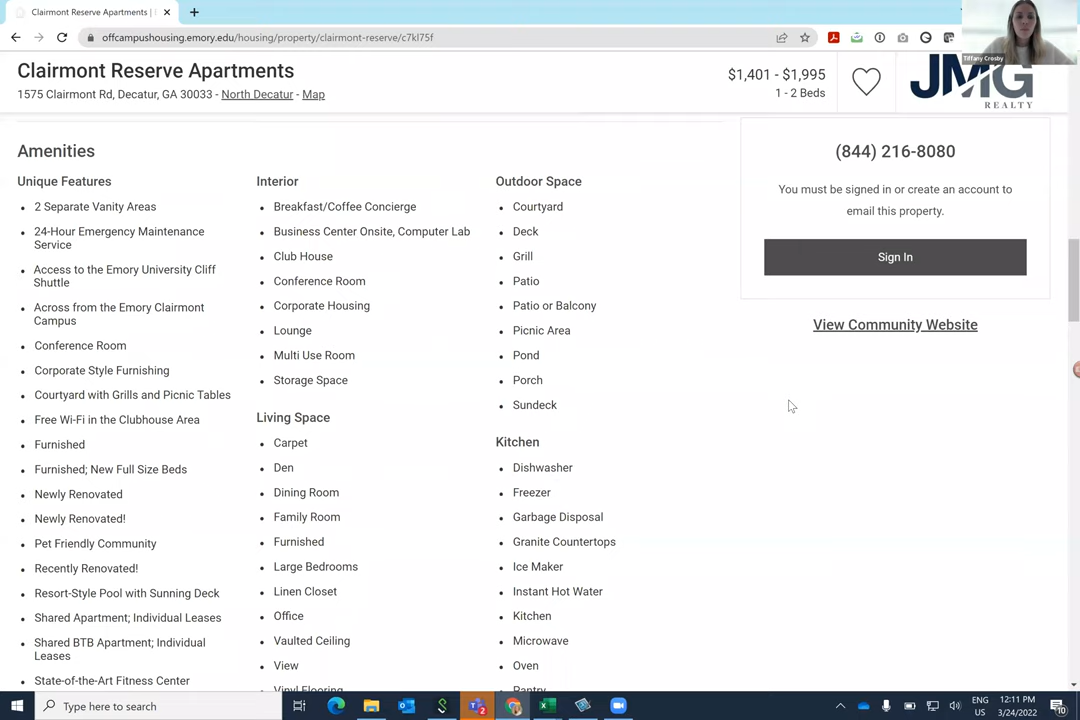 Clairmont Reserve Apartments |
offcampushousing.emory.edu/housing/property/clairmont-reserve/c7kl75f
Tiffany Crosby
Clairmont Reserve Apartments
1575 Clairmont Rd, Decatur, GA 30033 - North Decatur - Map
$1,401 - $1,995
1 - 2 Beds
JMG
REALTY
Amenities
Unique Features
2 Separate Vanity Areas
24-Hour Emergency Maintenance
Service
Access to the Emory University Cliff
Shuttle
Across from the Emory Clairmont
Campus
Conference Room
Corporate Style Furnishing
Courtyard with Grills and Picnic Tables
Free Wi-Fi in the Clubhouse Area
Furnished
Furnished; New Full Size Beds
Newly Renovated
Newly Renovated!
Pet Friendly Community
Recently Renovated!
Resort-Style Pool with Sunning Deck
Shared Apartment; Individual Leases
Shared BTB Apartment; Individual
Leases
State-of-the-Art Fitness Center
Interior
Breakfast/Coffee Concierge
Business Center Onsite, Computer Lab
Club House
Conference Room
Corporate Housing
Lounge
Multi Use Room
Storage Space
Living Space
Carpet
Den
Dining Room
Family Room
Furnished
Large Bedrooms
Linen Closet
Office
Vaulted Ceiling
View
Vinyl Flooring
Outdoor Space
Courtyard
Deck
Grill
Patio
Patio or Balcony
Picnic Area
Pond
Porch
Sundeck
Kitchen
Dishwasher
Freezer
Garbage Disposal
Granite Countertops
Ice Maker
Instant Hot Water
Kitchen
Microwave
Oven
Pantry
(844) 216-8080
You must be signed in or create an account to
email this property.
Sign In
View Community Website
Type here to search
ENG
US
12:11 PM
3/24/2022
10